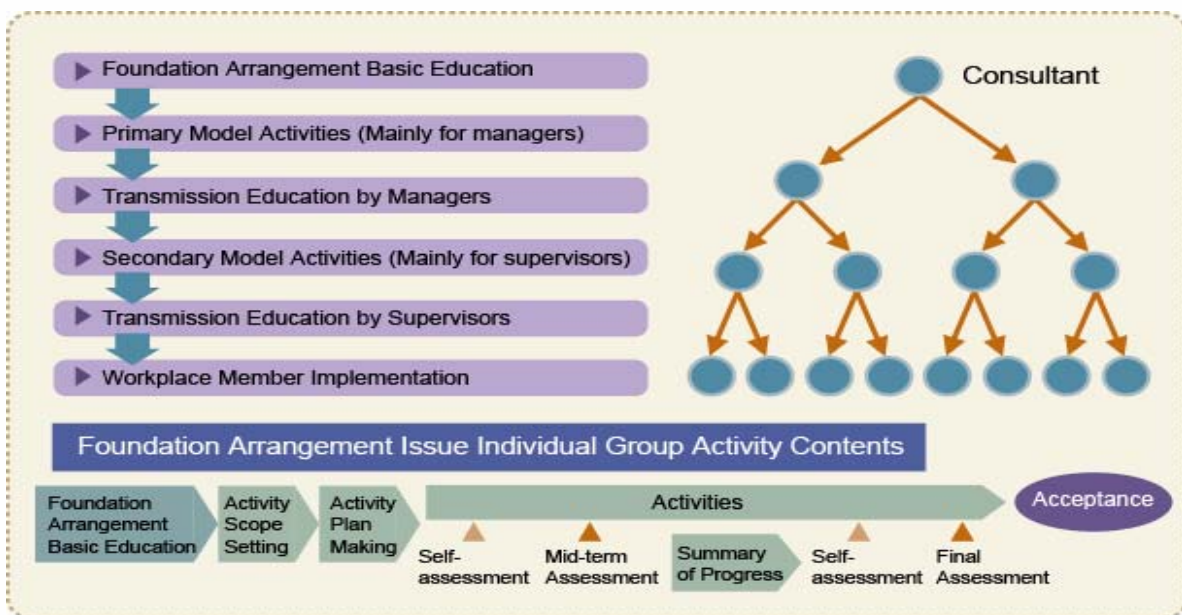 Foundation Arrangement Basic Education
Primary Model Activities (Mainly for managers)
Transmission Education by Managers
Secondary Model Activities (Mainly for supervisors)
Transmission Education by Supervisors
Workplace Member Implementation
Consultant
Foundation Arrangement Issue Individual Group Activity Contents
Foundation
Arrangement
Basic Education
Activity
Scope
Setting
Activity
Plan
Making
Activities
Self-
assessment
Mid-term
Assessment
Summary
of Progress
Self-
assessment
Final
Assessment
Acceptance